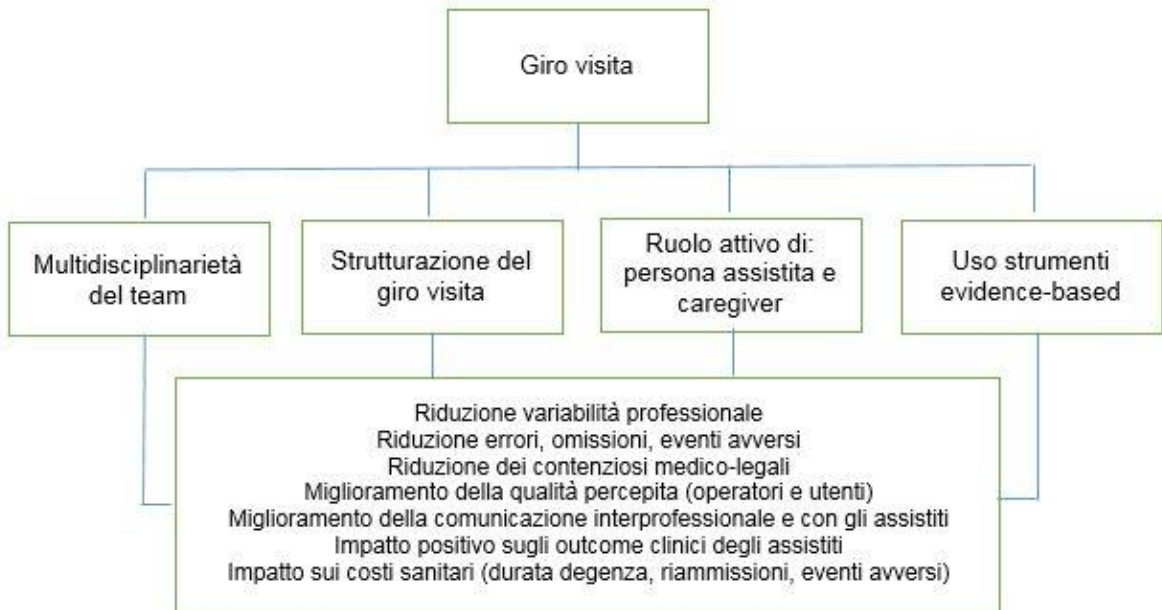 Giro visita
Multidisciplinarietà
del team
Strutturazione del
giro visita
Ruolo attivo di:
persona assistita e
caregiver
Uso strumenti
evidence-based
Riduzione variabilità professionale
Riduzione errori, omissioni, eventi avversi
Riduzione dei contenziosi medico-legali
Miglioramento della qualità percepita (operatori e utenti)
Miglioramento della comunicazione interprofessionale e con gli assistiti
Impatto positivo sugli outcome clinici degli assistiti
Impatto sui costi sanitari (durata degenza, riammissioni, eventi avversi)